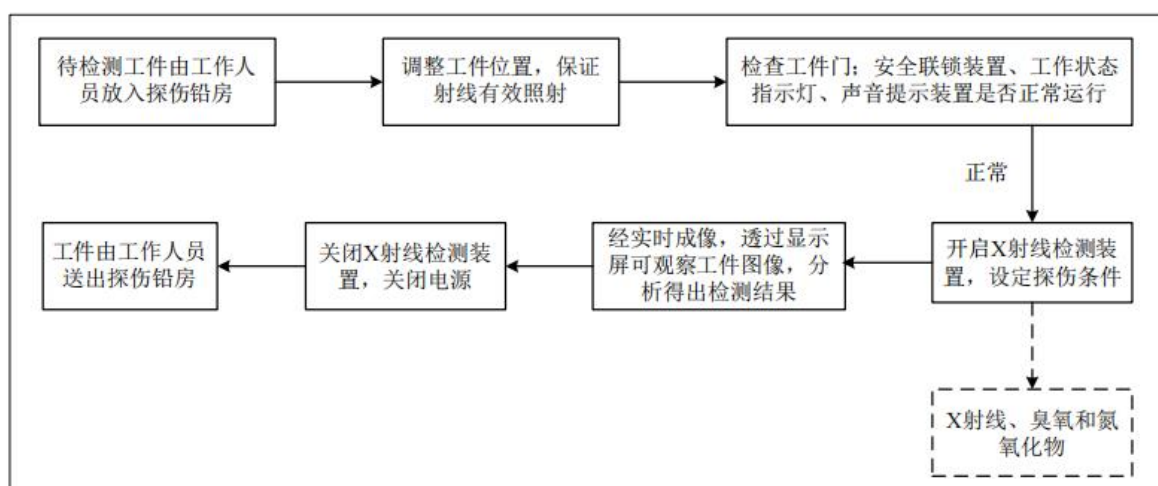 待检测工件由工作人
员放入探伤铅房
调整工件位置，保证
射线有效照射
检查工件门；安全联锁装置、工作状态
指示灯、声音提示装置是否正常运行
正常
开启X射线检测装
置，设定探伤条件
经实时成像，透过显示
屏可观察工件图像，分
析得出检测结果
关闭X射线检测装
置，关闭电源
工件由工作人员
送出探伤铅房
X射线、臭氧和氮
氧化物